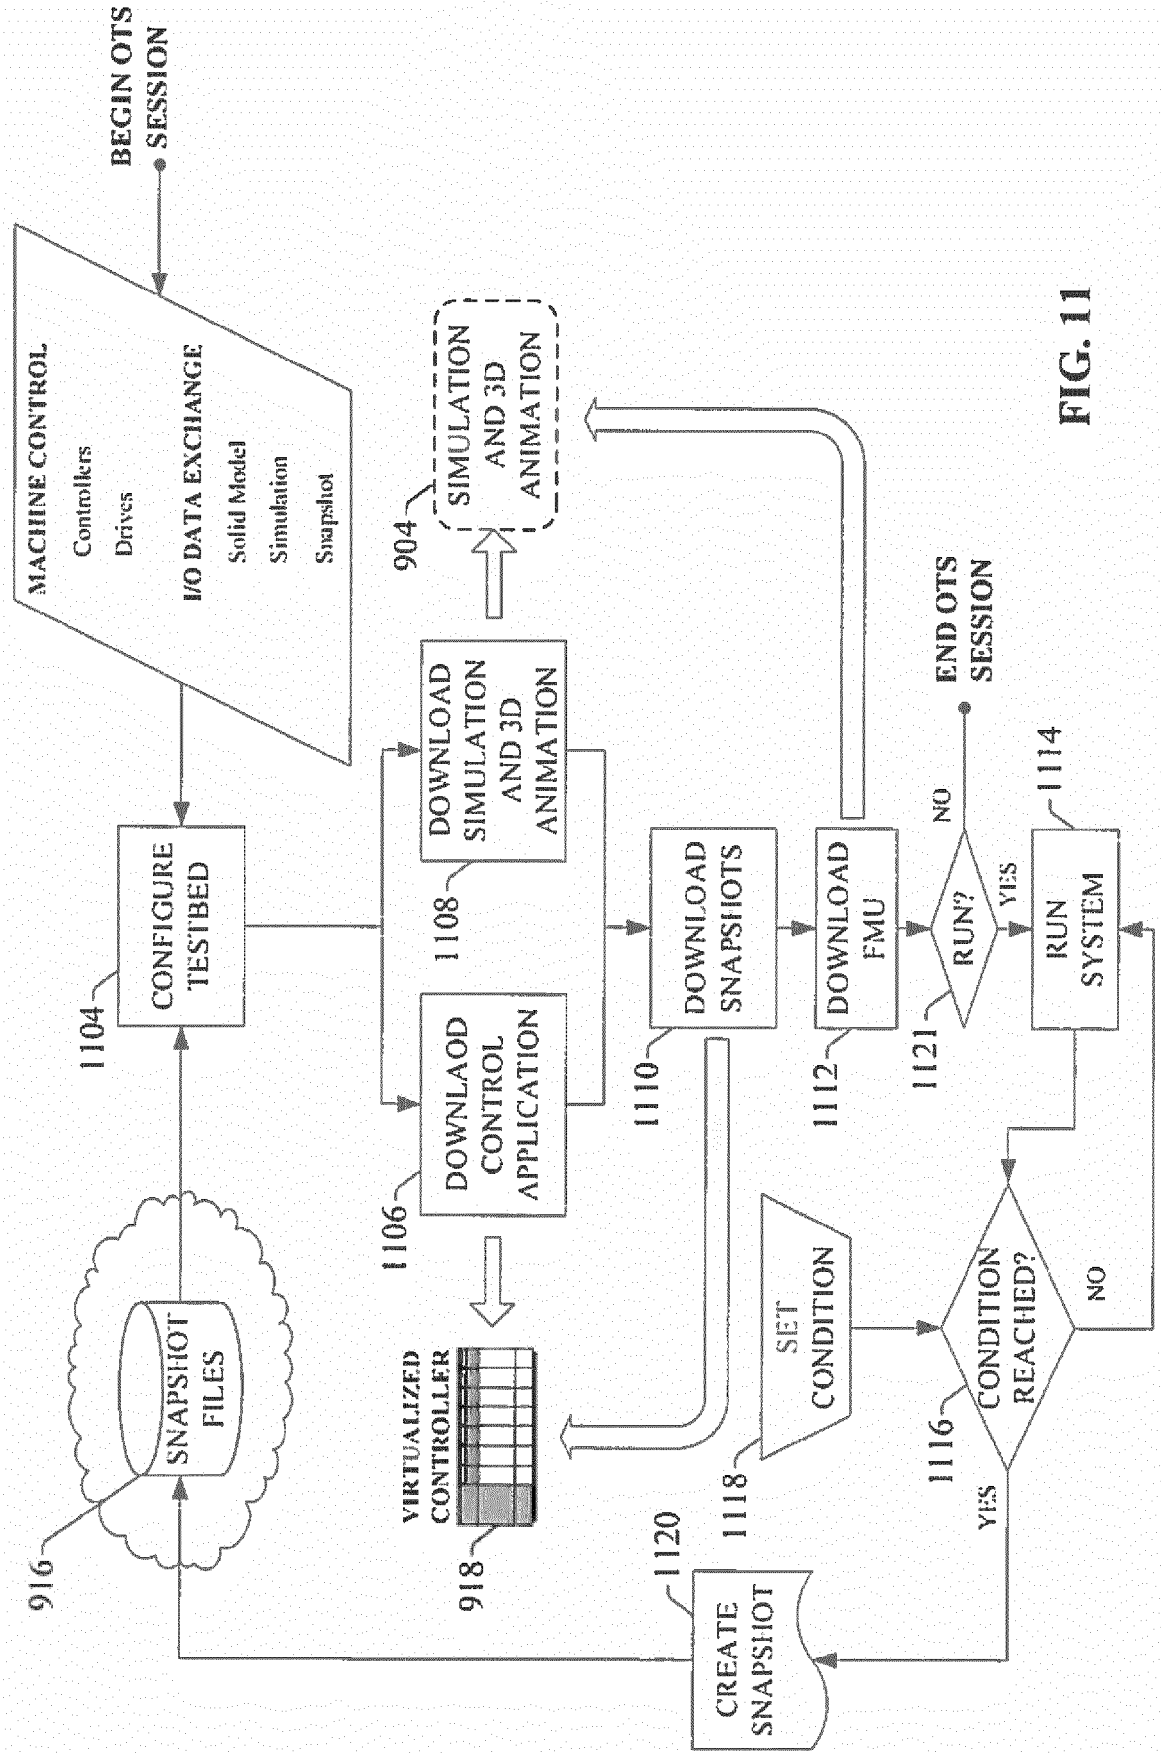 BEGIN OTS
SESSION
MACHINE CONTROL
Controllers
Drives
I/O DATA EXCHANGE
Solid Model
Simulation
Snapshot
916
SNAPSHOT
FILES
1104
CONFIGURE
TESTBED
1106
DOWNLAOD
CONTROL
APPLICATION
1108
DOWNLOAD
SIMULATION
AND 3D
ANIMATION
904
SIMULATION
AND 3D
ANIMATION
VIRTUALIZED
CONTROLLER
918
1110
DOWNLOAD
SNAPSHOTS
1112
DOWNLOAD
FMU
1121
RUN?
NO
END OTS
SESSION
YES
1114
RUN
SYSTEM
1118
SET
CONDITION
1116
CONDITION
REACHED?
NO
YES
1120
CREATE
SNAPSHOT
FIG. 11